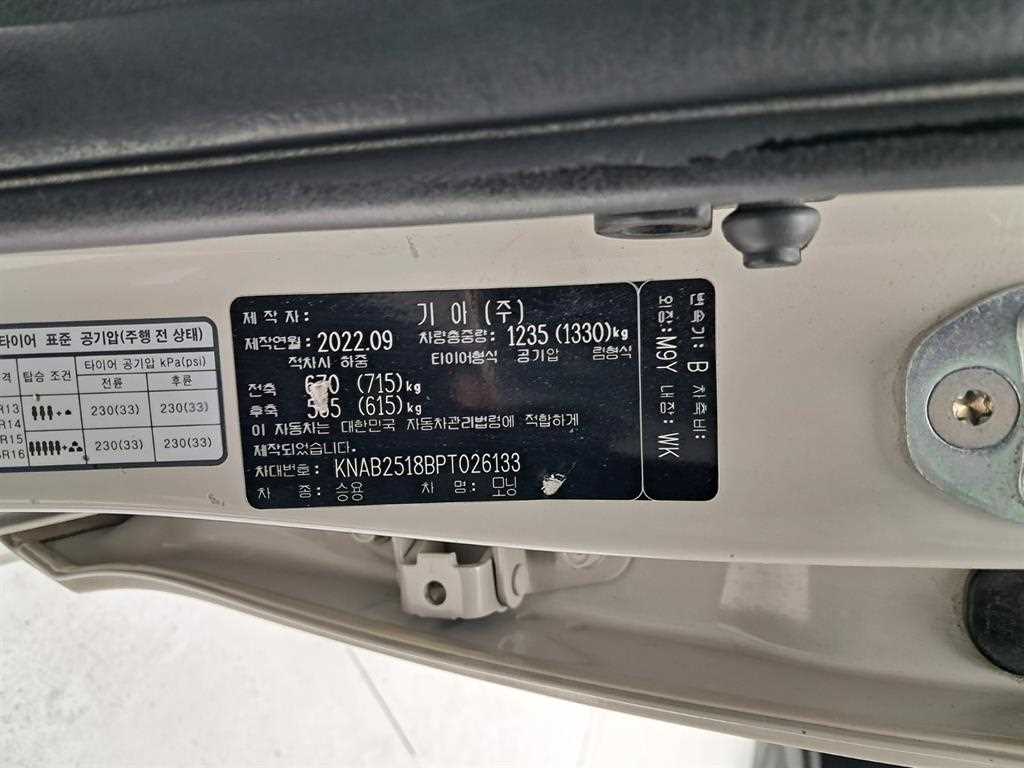 타이어 표준 공기압(주행 전 상태)
탑승 조건 타이어 공기압 kPa(psi)
전륜 후륜
R13 230(33) 230(33)
R14
R15 230(33) 230(33)
R16
제 작 자: 기 아 (주)
제작연월: 2022.09 차량총중량: 1235 (1330)kg
적차시 하중 타이어형식 공기압 림형식
전축 670 (715)kg
후축 (615)kg
이 자동차는 대한민국 자동차관리법령에 적합하게
제작되었습니다.
차대번호: KNAB2518BPT026133
차 종: 승용 차 명: 모닝
변속기: B 차축비:
외장: M9Y 내장: WK